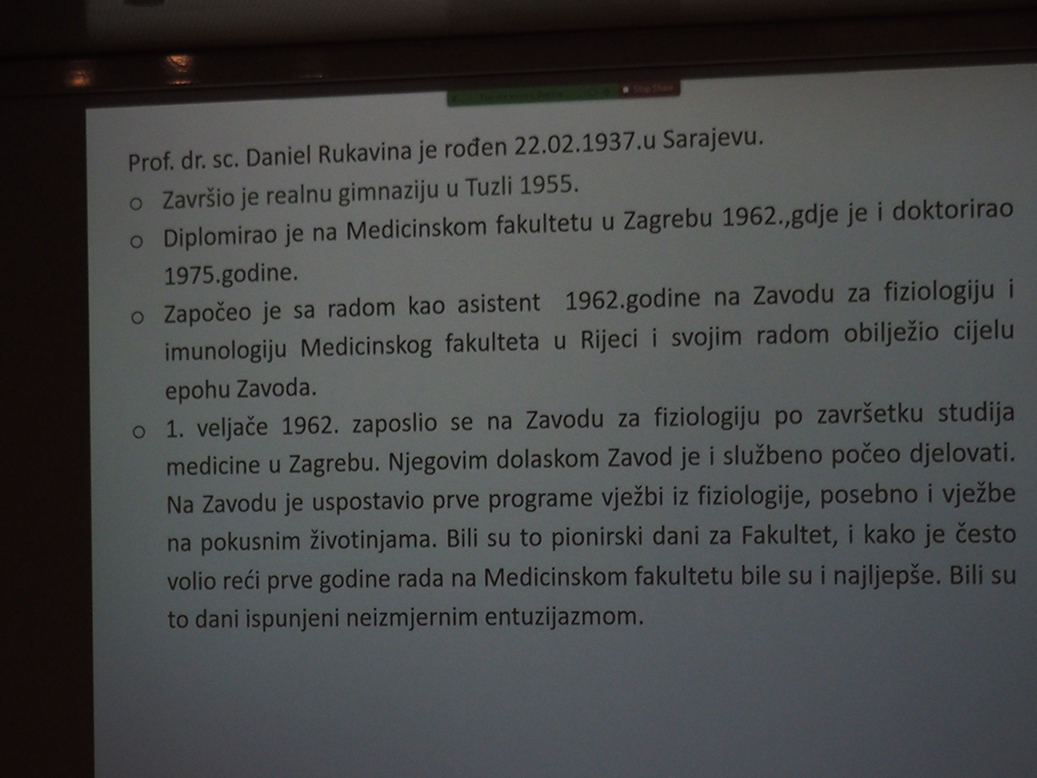 Stop Share
Prof. dr. sc. Daniel Rukavina je rođen 22.02.1937.u Sarajevu.
o Završio je realnu gimnaziju u Tuzli 1955.
o Diplomirao je na Medicinskom fakultetu u Zagrebu 1962.,gdje je i doktorirao
1975.godine.
o Započeo je sa radom kao asistent 1962.godine na Zavodu za fiziologiju i
imunologiju Medicinskog fakulteta u Rijeci i svojim radom obilježio cijelu
epohu Zavoda.
o 1. veljače 1962. zaposlio se na Zavodu za fiziologiju po završetku studija
medicine u Zagrebu. Njegovim dolaskom Zavod je i službeno počeo djelovati.
Na Zavodu je uspostavio prve programe vježbi iz fiziologije, posebno i vježbe
na pokusnim životinjama. Bili su to pionirski dani za Fakultet, i kako je često
volio reći prve godine rada na Medicinskom fakultetu bile su i najljepše. Bili su
to dani ispunjeni neizmjernim entuzijazmom.